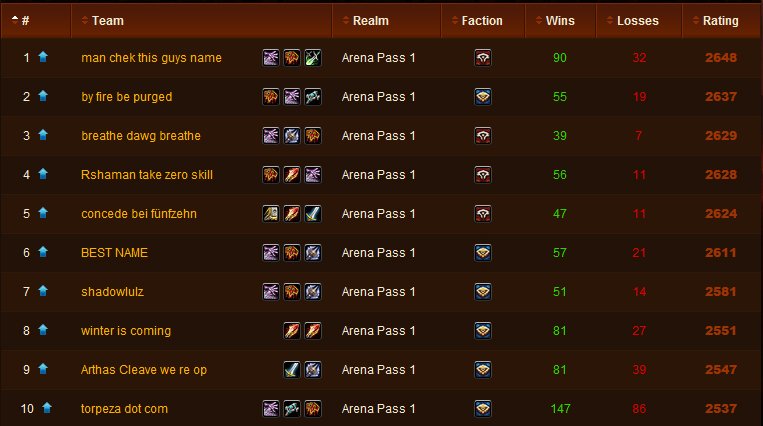 # Team Realm Faction Wins Losses Rating
1 man chek this guys name Arena Pass 1 90 32 2648
2 by fire be purged Arena Pass 1 55 19 2637
3 breathe dawg breathe Arena Pass 1 39 7 2629
4 Rshaman take zero skill Arena Pass 1 56 11 2628
5 concede bei fünfzehn Arena Pass 1 47 11 2624
6 BEST NAME Arena Pass 1 57 21 2611
7 shadowlulz Arena Pass 1 51 14 2581
8 winter is coming Arena Pass 1 81 27 2551
9 Arthas Cleave we re op Arena Pass 1 81 39 2547
10 torpeza dot com Arena Pass 1 147 86 2537